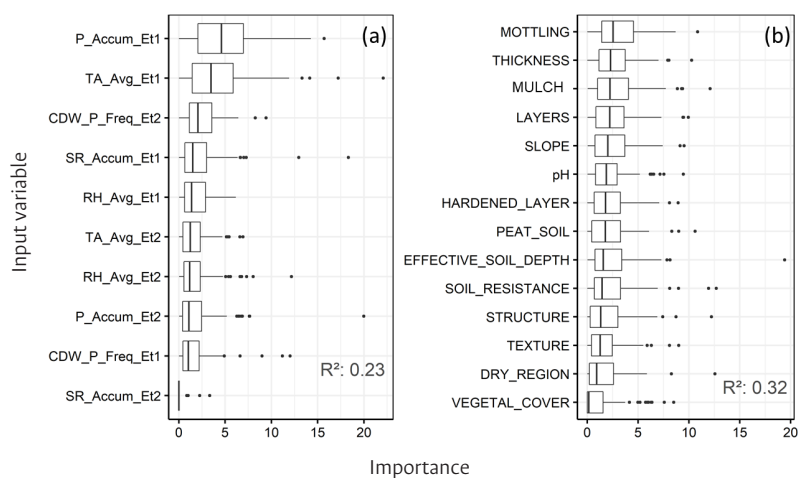 (a)
P_Accum_Et1
TA_Avg_Et1
CDW_P_Freq_Et2
SR_Accum_Et1
RH_Avg_Et1
TA_Avg_Et2
RH_Avg_Et2
P_Accum_Et2
CDW_P_Freq_Et1
SR_Accum_Et2
R²: 0.23
0 5 10 15 20
Input variable
(b)
MOTTLING
THICKNESS
MULCH
LAYERS
SLOPE
pH
HARDENED_LAYER
PEAT_SOIL
EFFECTIVE_SOIL_DEPTH
SOIL_RESISTANCE
STRUCTURE
TEXTURE
DRY_REGION
VEGETAL_COVER
R²: 0.32
0 5 10 15 20
Importance